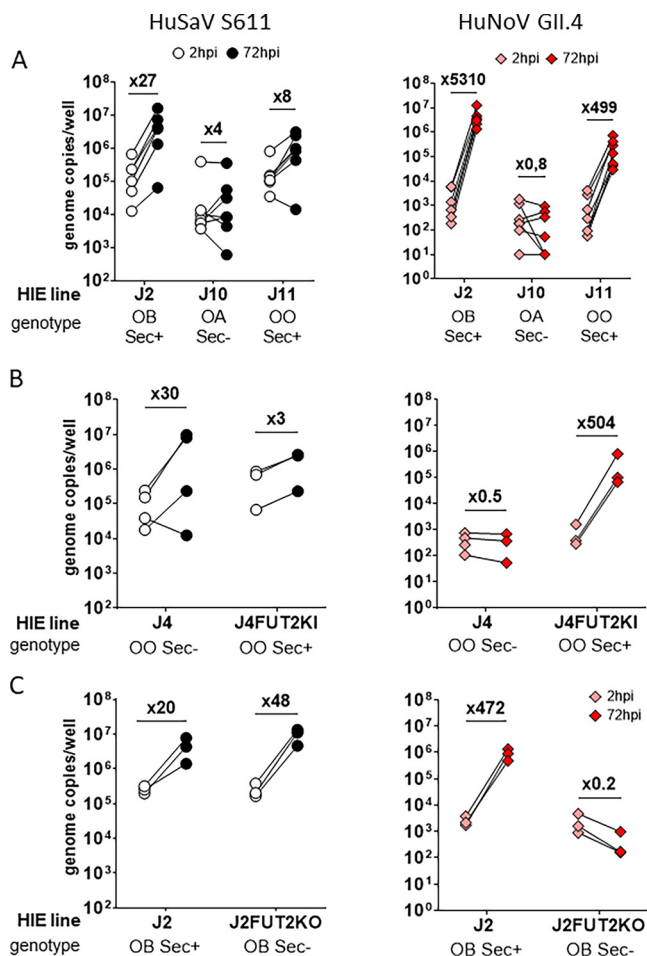 HuSaV S611
HuNoV GII.4
A
2hpi 72hpi
2hpi 72hpi
genome copies/well
10⁸
10⁷
10⁶
10⁵
10⁴
10³
10²
x27
x4
x8
10⁸
10⁷
10⁶
10⁵
10⁴
10³
10²
10¹
10⁰
x5310
x0,8
x499
HIE line J2 J10 J11
genotype OB OA OO
Sec+ Sec- Sec+
J2 J10 J11
OB OA OO
Sec+ Sec- Sec+
B
genome copies/well
10⁸
10⁷
10⁶
10⁵
10⁴
10³
10²
x30
x3
10⁸
10⁷
10⁶
10⁵
10⁴
10³
10²
10¹
10⁰
x0.5
x504
HIE line J4 J4FUT2KI
genotype OO Sec- OO Sec+
J4 J4FUT2KI
OO Sec- OO Sec+
C
genome copies/well
10⁸
10⁷
10⁶
10⁵
10⁴
10³
10²
x20
x48
10⁸
10⁷
10⁶
10⁵
10⁴
10³
10²
10¹
10⁰
x472
x0.2
2hpi
72hpi
HIE line J2 J2FUT2KO
genotype OB Sec+ OB Sec-
J2 J2FUT2KO
OB Sec+ OB Sec-